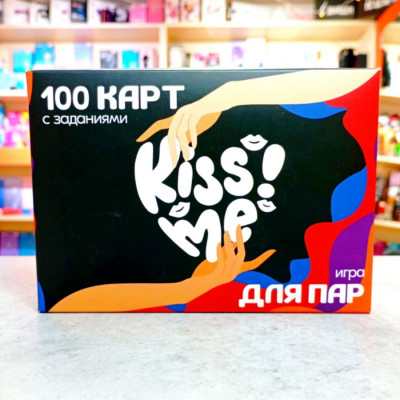 100 КАРТ
с заданиями
Kiss
me!
игра
ДЛЯ ПАР